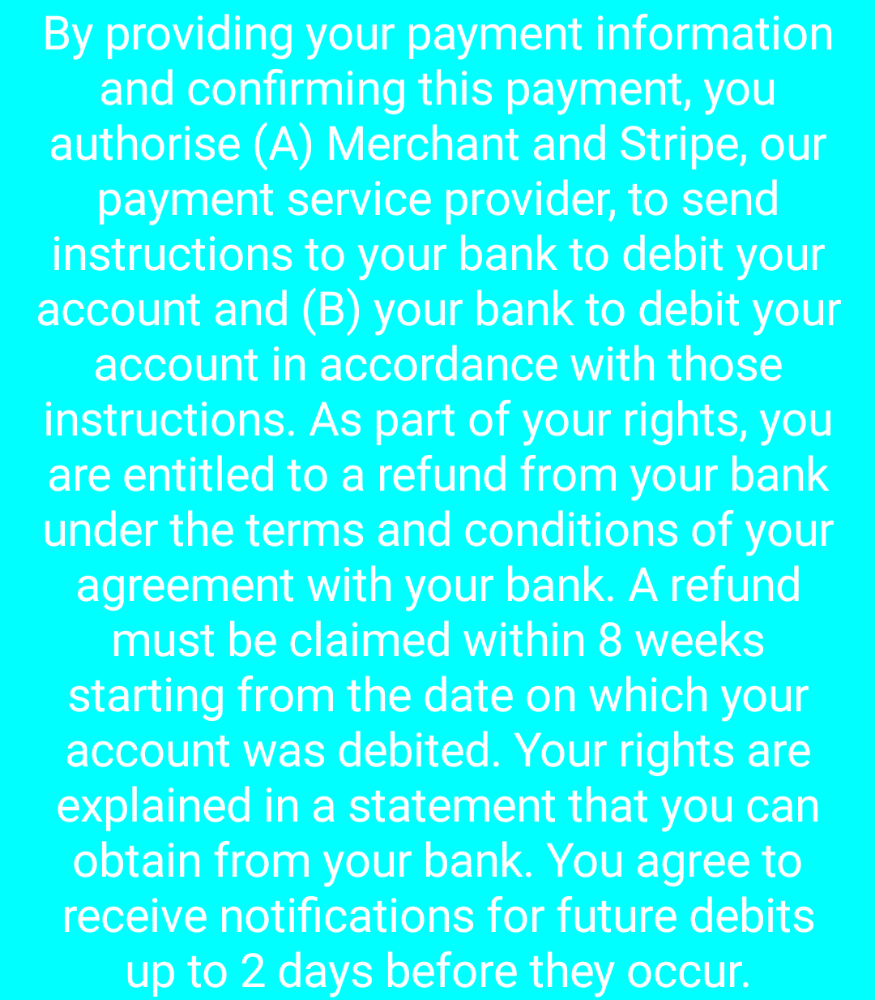 By providing your payment information
and confirming this payment, you
authorise (A) Merchant and Stripe, our
payment service provider, to send
instructions to your bank to debit your
account and (B) your bank to debit your
account in accordance with those
instructions. As part of your rights, you
are entitled to a refund from your bank
under the terms and conditions of your
agreement with your bank. A refund
must be claimed within 8 weeks
starting from the date on which your
account was debited. Your rights are
explained in a statement that you can
obtain from your bank. You agree to
receive notifications for future debits
up to 2 days before they occur.